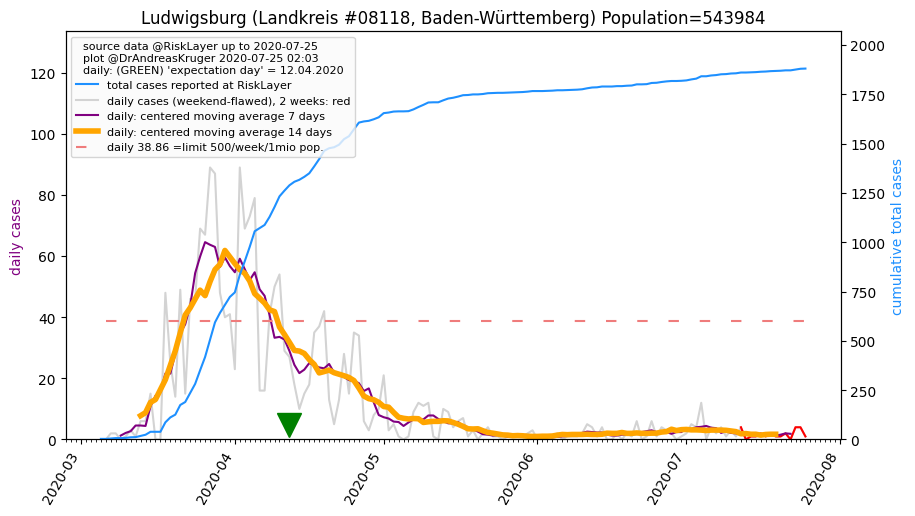 Ludwigsburg (Landkreis #08118, Baden-Württemberg) Population=543984
source data @RiskLayer up to 2020-07-25
plot @DrAndreasKruger 2020-07-25 02:03
daily: (GREEN) 'expectation day' = 12.04.2020
total cases reported at RiskLayer
daily cases (weekend-flawed), 2 weeks: red
daily: centered moving average 7 days
daily: centered moving average 14 days
daily 38.86 =limit 500/week/1mio pop.
daily cases
120
100
80
60
40
20
0
2000
1750
1500
1250
1000
750
500
250
0
cumulative total cases
2020-03
2020-04
2020-05
2020-06
2020-07
2020-08